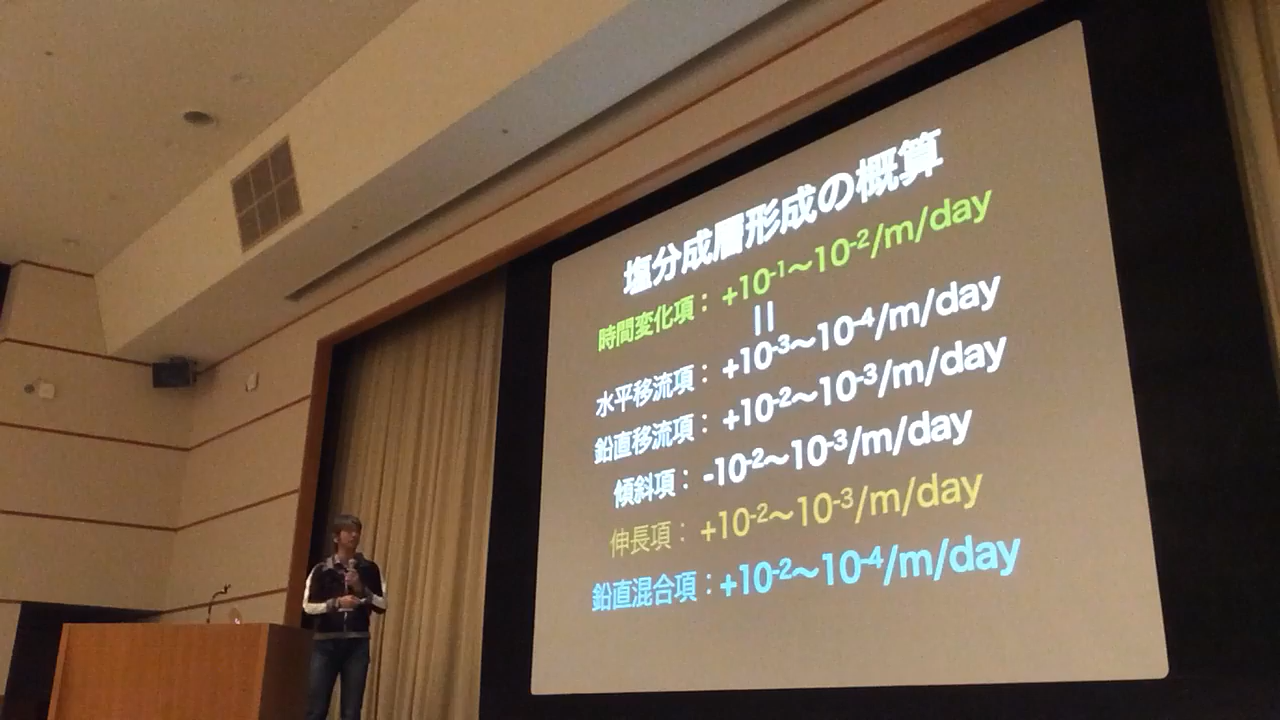 塩分成層形成の概算
時間変化項：+10-1〜10-2/m/day
||
水平移流項：+10-3〜10-4/m/day
鉛直移流項：+10-2〜10-3/m/day
傾斜項：-10-2〜10-3/m/day
伸長項：+10-2〜10-3/m/day
鉛直混合項：+10-2〜10-4/m/day